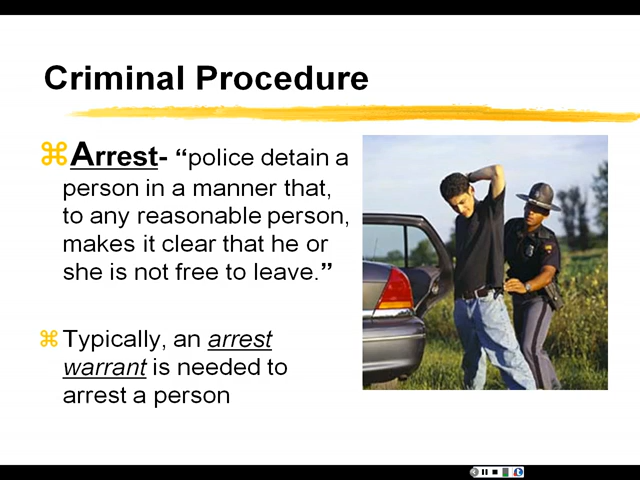 Criminal Procedure
Arrest- “police detain a
person in a manner that,
to any reasonable person,
makes it clear that he or
she is not free to leave.”
Typically, an arrest
warrant is needed to
arrest a person